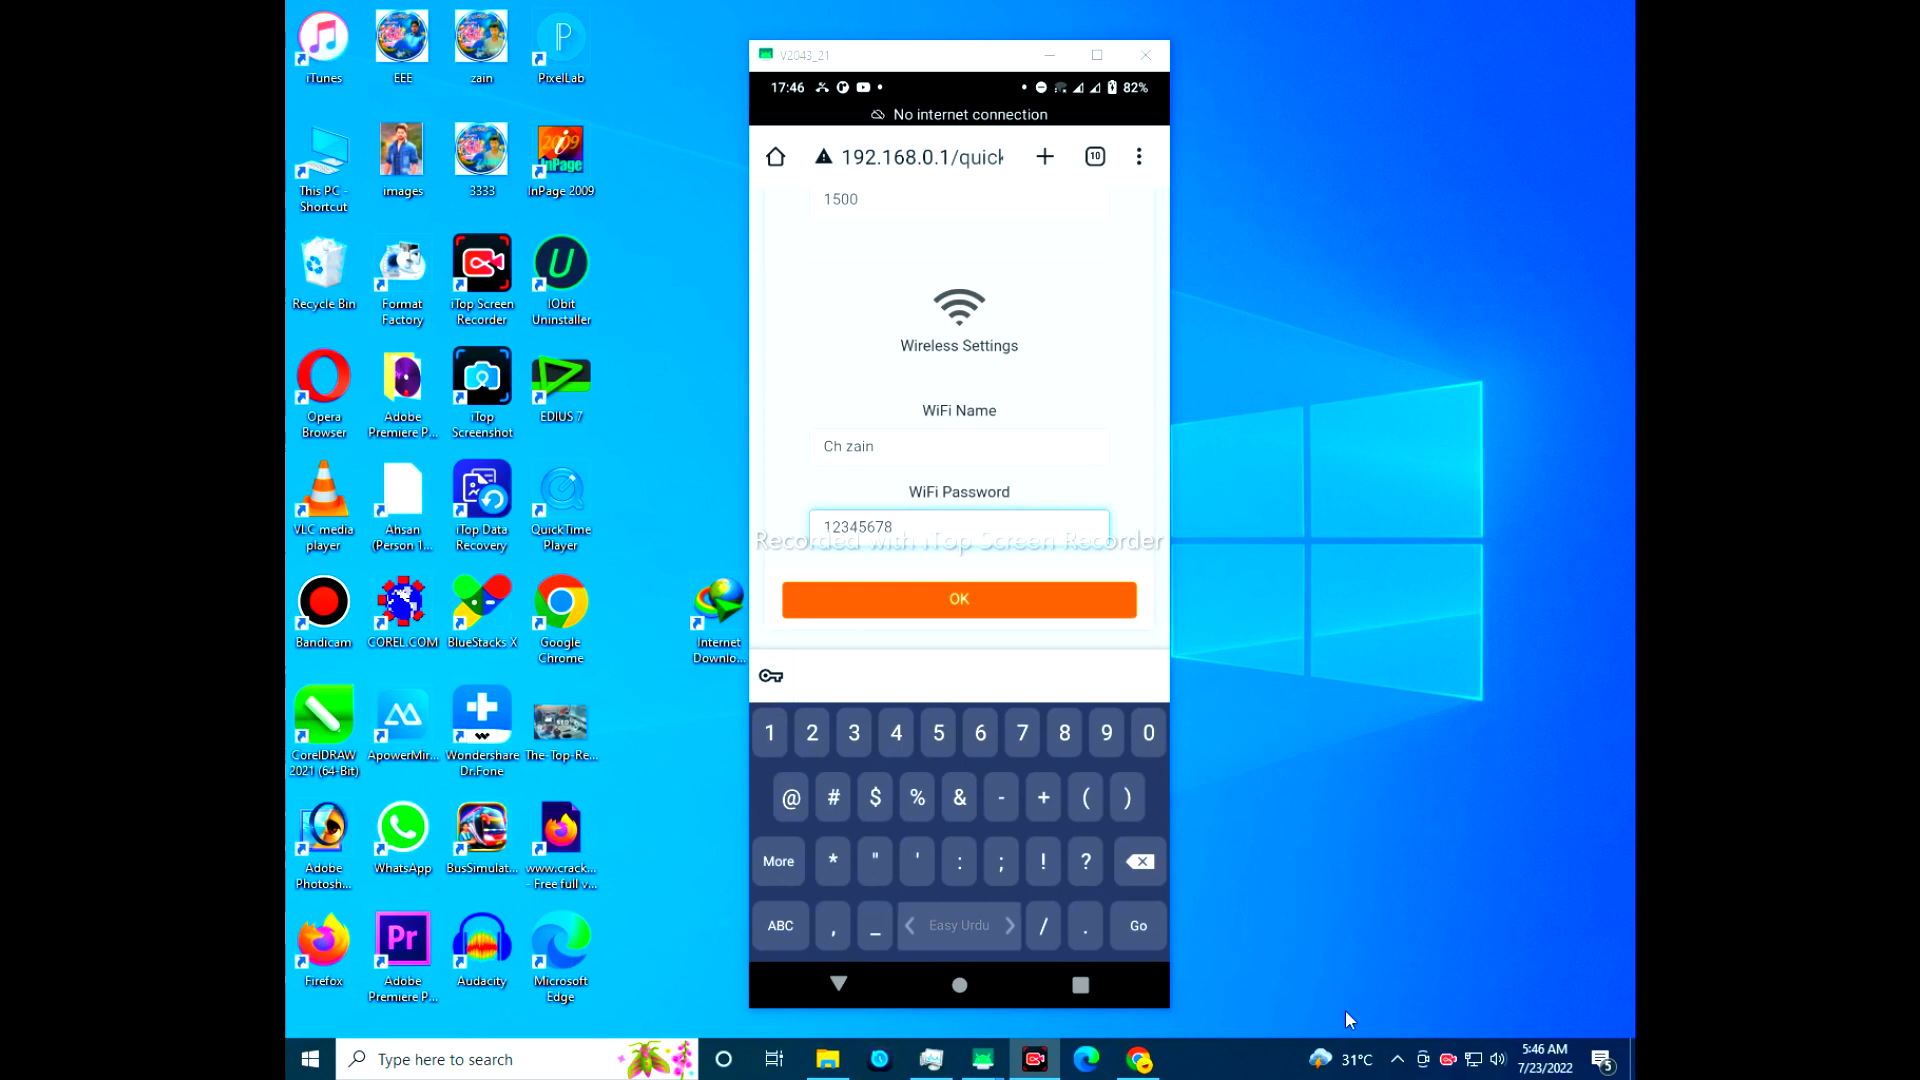 iTunes
EEE
zain
PixelLab
This PC -
Shortcut
images
3333
InPage 2009
Recycle Bin
Format
Factory
iTop Screen
Recorder
IObit
Uninstaller
Opera
Browser
Adobe
Premiere P...
iTop
Screenshot
EDIUS 7
VLC media
player
Ahsan
(Person 1...
iTop Data
Recovery
QuickTime
Player
Bandicam
COREL.COM
BlueStacks X
Google
Chrome
Internet
Downlo...
CorelDRAW
2021 (64-Bit)
ApowerMir...
Wondershare
Dr.Fone
The-Top-Re...
Adobe
Photosh...
WhatsApp
BusSimulat...
www.crack...
- Free full v...
Firefox
Adobe
Premiere P...
Audacity
Microsoft
Edge
V2043_21
17:46
82%
No internet connection
192.168.0.1/quick
10
1500
Wireless Settings
WiFi Name
Ch zain
WiFi Password
12345678
Recorded with iTop Screen Recorder
OK
1 2 3 4 5 6 7 8 9 0
@ # $ % & - + ( )
More * " ' : ; ! ?
ABC , _ Easy Urdu / . Go
Type here to search
31°C
5:46 AM
7/23/2022
5